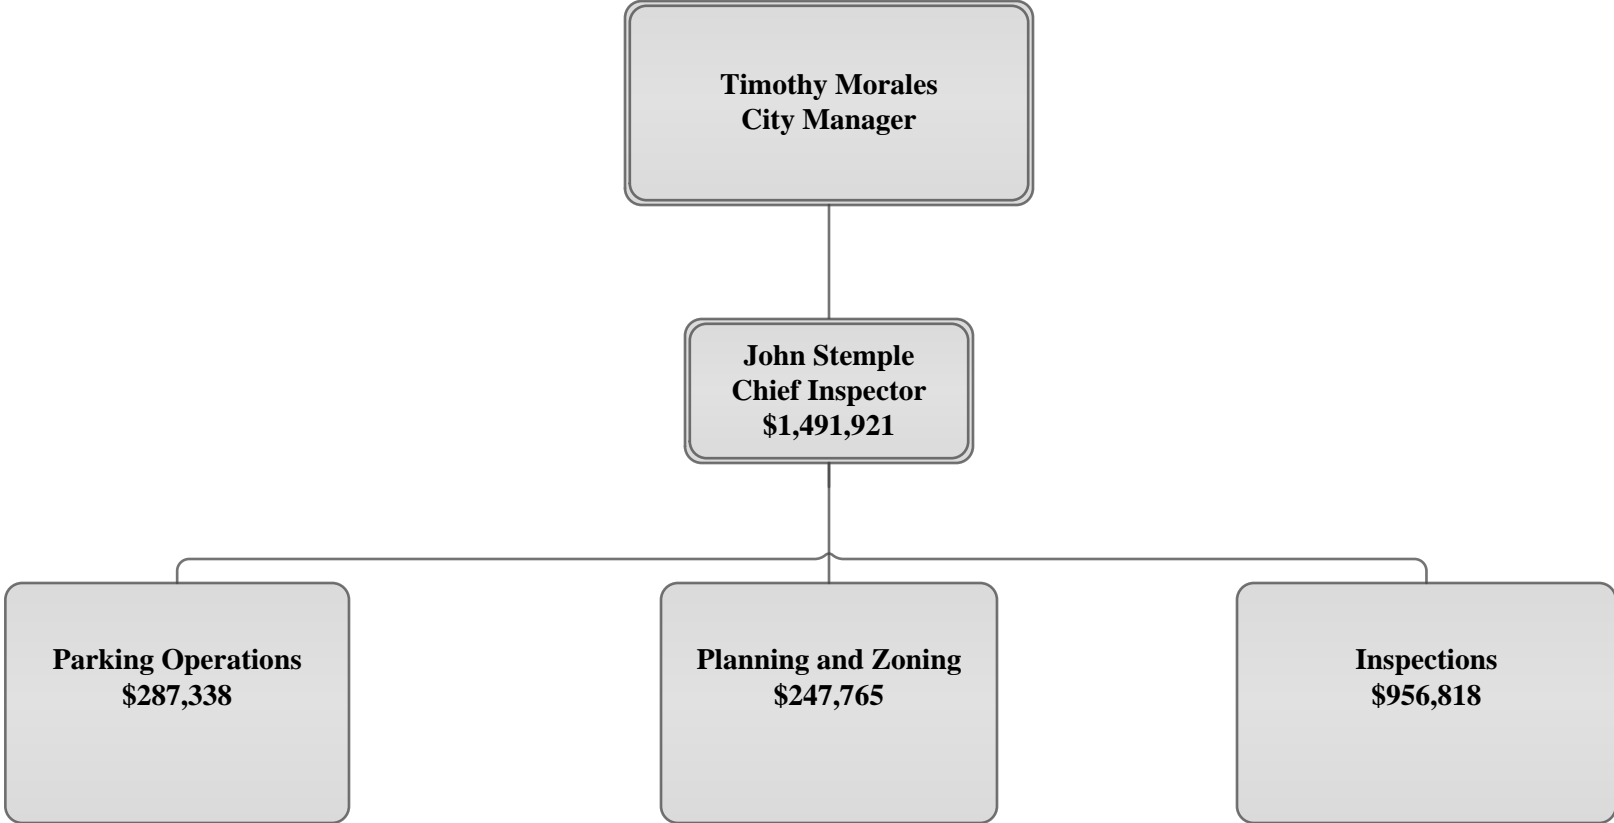 Timothy Morales
City Manager
John Stemple
Chief Inspector
$1,491,921
Parking Operations
$287,338
Planning and Zoning
$247,765
Inspections
$956,818